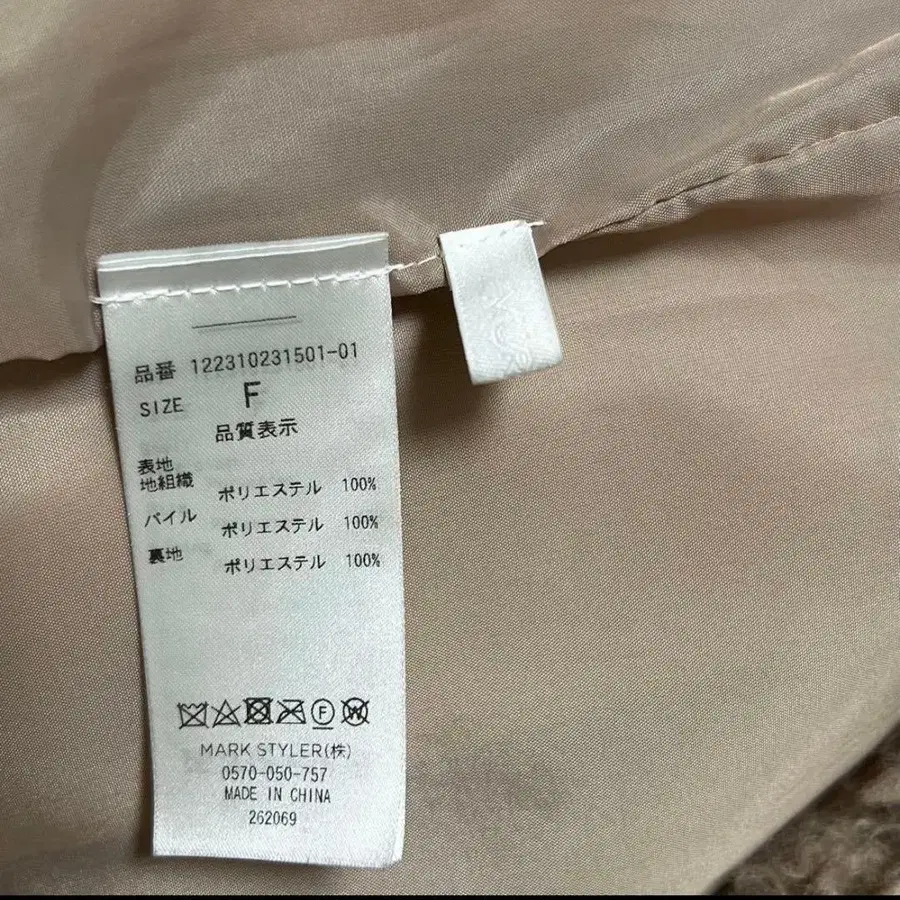 品番 122310231501-01
SIZE F
品質表示
表地
地組織 ポリエステル 100%
パイル ポリエステル 100%
裏地 ポリエステル 100%
F W
MARK STYLER(株)
0570-050-757
MADE IN CHINA
262069